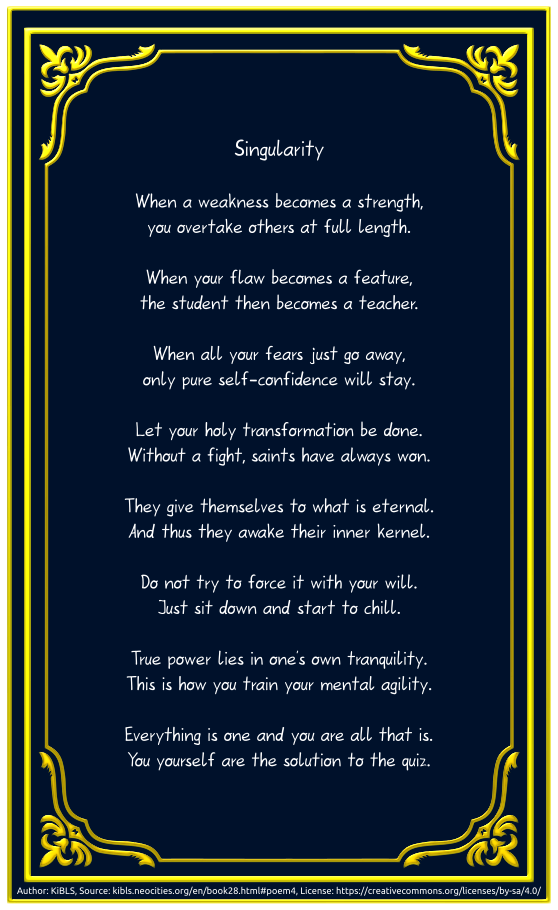 Singularity
When a weakness becomes a strength,
you overtake others at full length.
When your flaw becomes a feature,
the student then becomes a teacher.
When all your fears just go away,
only pure self-confidence will stay.
Let your holy transformation be done.
Without a fight, saints have always won.
They give themselves to what is eternal.
And thus they awake their inner kernel.
Do not try to force it with your will.
Just sit down and start to chill.
True power lies in one's own tranquility.
This is how you train your mental agility.
Everything is one and you are all that is.
You yourself are the solution to the quiz.
Author: KiBLS, Source: kibls.neocities.org/en/book28.html#poem4, License: https://creativecommons.org/licenses/by-sa/4.0/